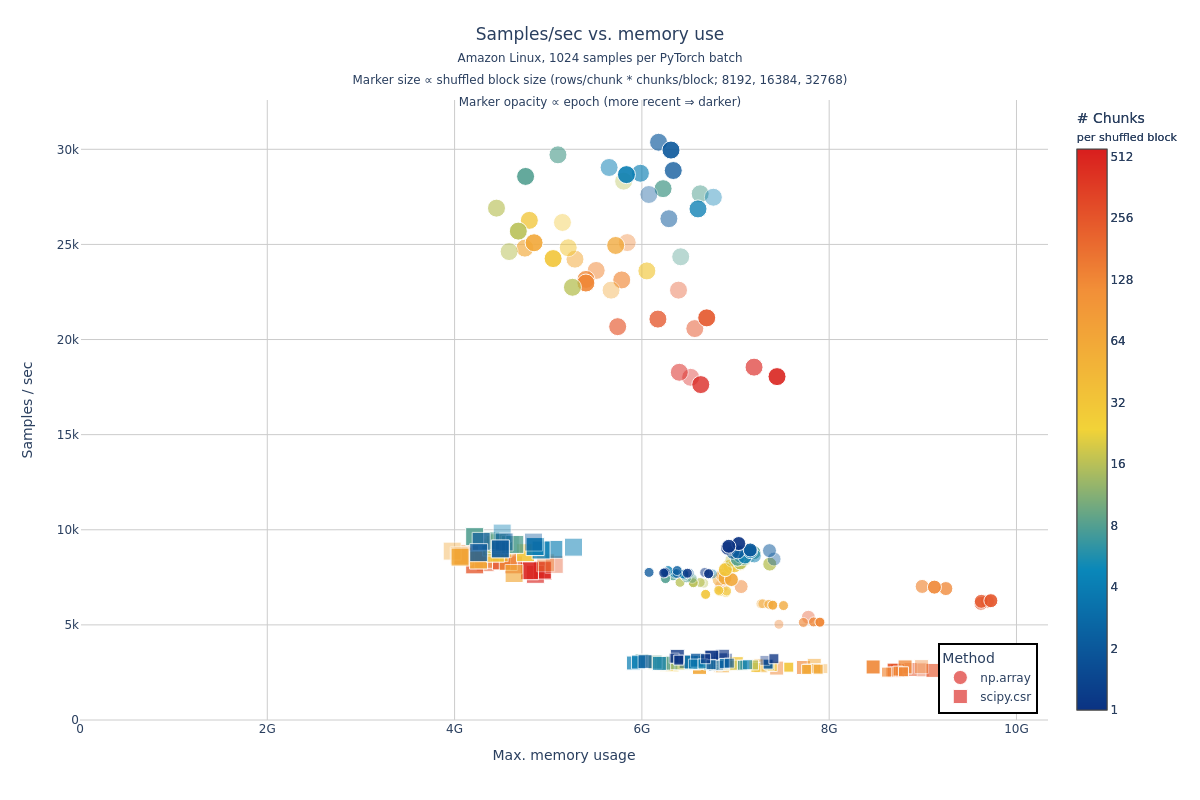 Samples/sec vs. memory use
Amazon Linux, 1024 samples per PyTorch batch
Marker size ∝ shuffled block size (rows/chunk * chunks/block; 8192, 16384, 32768)
Marker opacity ∝ epoch (more recent ⇒ darker)
# Chunks
per shuffled block
512
256
128
64
32
16
8
4
2
1
Samples / sec
30k
25k
20k
15k
10k
5k
0
0
2G
4G
6G
8G
10G
Max. memory usage
Method
np.array
scipy.csr